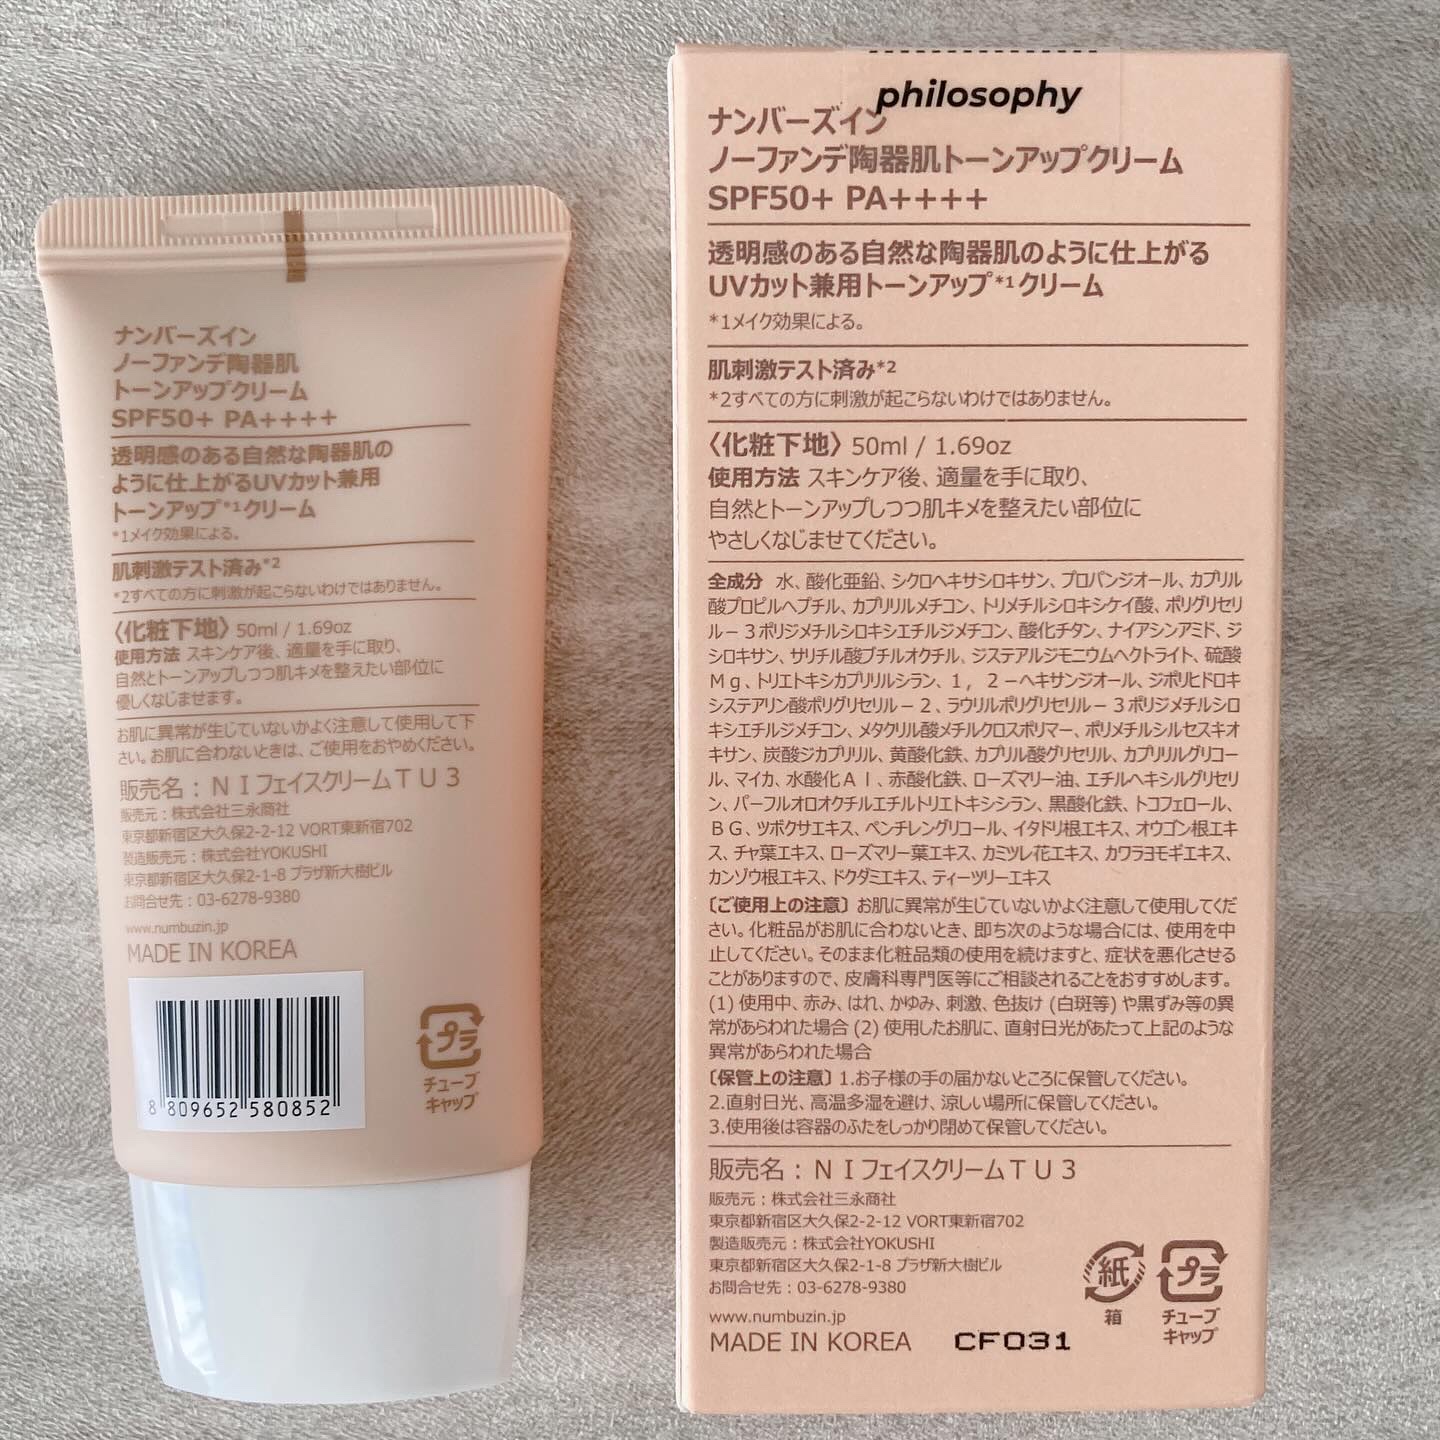 ナンバーズイン
ノーファンデ陶器肌
トーンアップクリーム
SPF50+ PA++++
透明感のある自然な陶器肌の
ように仕上がるUVカット兼用
トーンアップ*1クリーム
*1メイク効果による。
肌刺激テスト済み*2
*2すべての方に刺激が起こらないわけではありません。
〈化粧下地〉 50ml / 1.69oz
使用方法 スキンケア後、適量を手に取り、
自然とトーンアップしつつ肌キメを整えたい部位に
優しくなじませます。
お肌に異常が生じていないかよく注意して使用して下
さい。お肌に合わないときは、ご使用をおやめください。
販売名：ＮＩフェイスクリームＴＵ３
販売元：株式会社三永商社
東京都新宿区大久保2-2-12 VORT東新宿702
製造販売元：株式会社YOKUSHI
東京都新宿区大久保2-1-8 プラザ新大樹ビル
お問合せ先：03-6278-9380
www.numbuzin.jp
MADE IN KOREA
8 809652 580852
プラ
チューブ
キャップ
philosophy
ナンバーズイン
ノーファンデ陶器肌トーンアップクリーム
SPF50+ PA++++
透明感のある自然な陶器肌のように仕上がる
UVカット兼用トーンアップ*1クリーム
*1メイク効果による。
肌刺激テスト済み*2
*2すべての方に刺激が起こらないわけではありません。
〈化粧下地〉 50ml / 1.69oz
使用方法 スキンケア後、適量を手に取り、
自然とトーンアップしつつ肌キメを整えたい部位に
やさしくなじませてください。
全成分 水、酸化亜鉛、シクロヘキサシロキサン、プロパンジオール、カプリル
酸プロピルヘプチル、カプリリルメチコン、トリメチルシロキシケイ酸、ポリグリセリ
ル－３ポリジメチルシロキシエチルジメチコン、酸化チタン、ナイアシンアミド、ジ
シロキサン、サリチル酸ブチルオクチル、ジステアルジモニウムヘクトライト、硫酸
Ｍｇ、トリエトキシカプリリルシラン、１，２－ヘキサンジオール、ジポリヒドロキ
システアリン酸ポリグリセリル－２、ラウリルポリグリセリル－３ポリジメチルシロ
キシエチルジメチコン、メタクリル酸メチルクロスポリマー、ポリメチルシルセスキオ
キサン、炭酸ジカプリリル、黄酸化鉄、カプリル酸グリセリル、カプリリルグリコー
ル、マイカ、水酸化Ａｌ、赤酸化鉄、ローズマリー油、エチルヘキシルグリセリ
ン、パーフルオロオクチルエチルトリエトキシシラン、黒酸化鉄、トコフェロール、
ＢＧ、ツボクサエキス、ペンチレングリコール、イタドリ根エキス、オウゴン根エキ
ス、チャ葉エキス、ローズマリー葉エキス、カミツレ花エキス、カワラヨモギエキス、
カンゾウ根エキス、ドクダミエキス、ティーツリーエキス
〔ご使用上の注意〕お肌に異常が生じていないかよく注意して使用してくだ
さい。化粧品がお肌に合わないとき、即ち次のような場合には、使用を中
止してください。そのまま化粧品類の使用を続けますと、症状を悪化させる
ことがありますので、皮膚科専門医等にご相談されることをおすすめします。
(1) 使用中、赤み、はれ、かゆみ、刺激、色抜け (白斑等) や黒ずみ等の異
常があらわれた場合 (2) 使用したお肌に、直射日光があたって上記のような
異常があらわれた場合
〔保管上の注意〕1.お子様の手の届かないところに保管してください。
2.直射日光、高温多湿を避け、涼しい場所に保管してください。
3.使用後は容器のふたをしっかり閉めて保管してください。
販売名：ＮＩフェイスクリームＴＵ３
販売元：株式会社三永商社
東京都新宿区大久保2-2-12 VORT東新宿702
製造販売元：株式会社YOKUSHI
東京都新宿区大久保2-1-8 プラザ新大樹ビル
お問合せ先：03-6278-9380
www.numbuzin.jp
MADE IN KOREA CF031
紙
箱
プラ
チューブ
キャップ